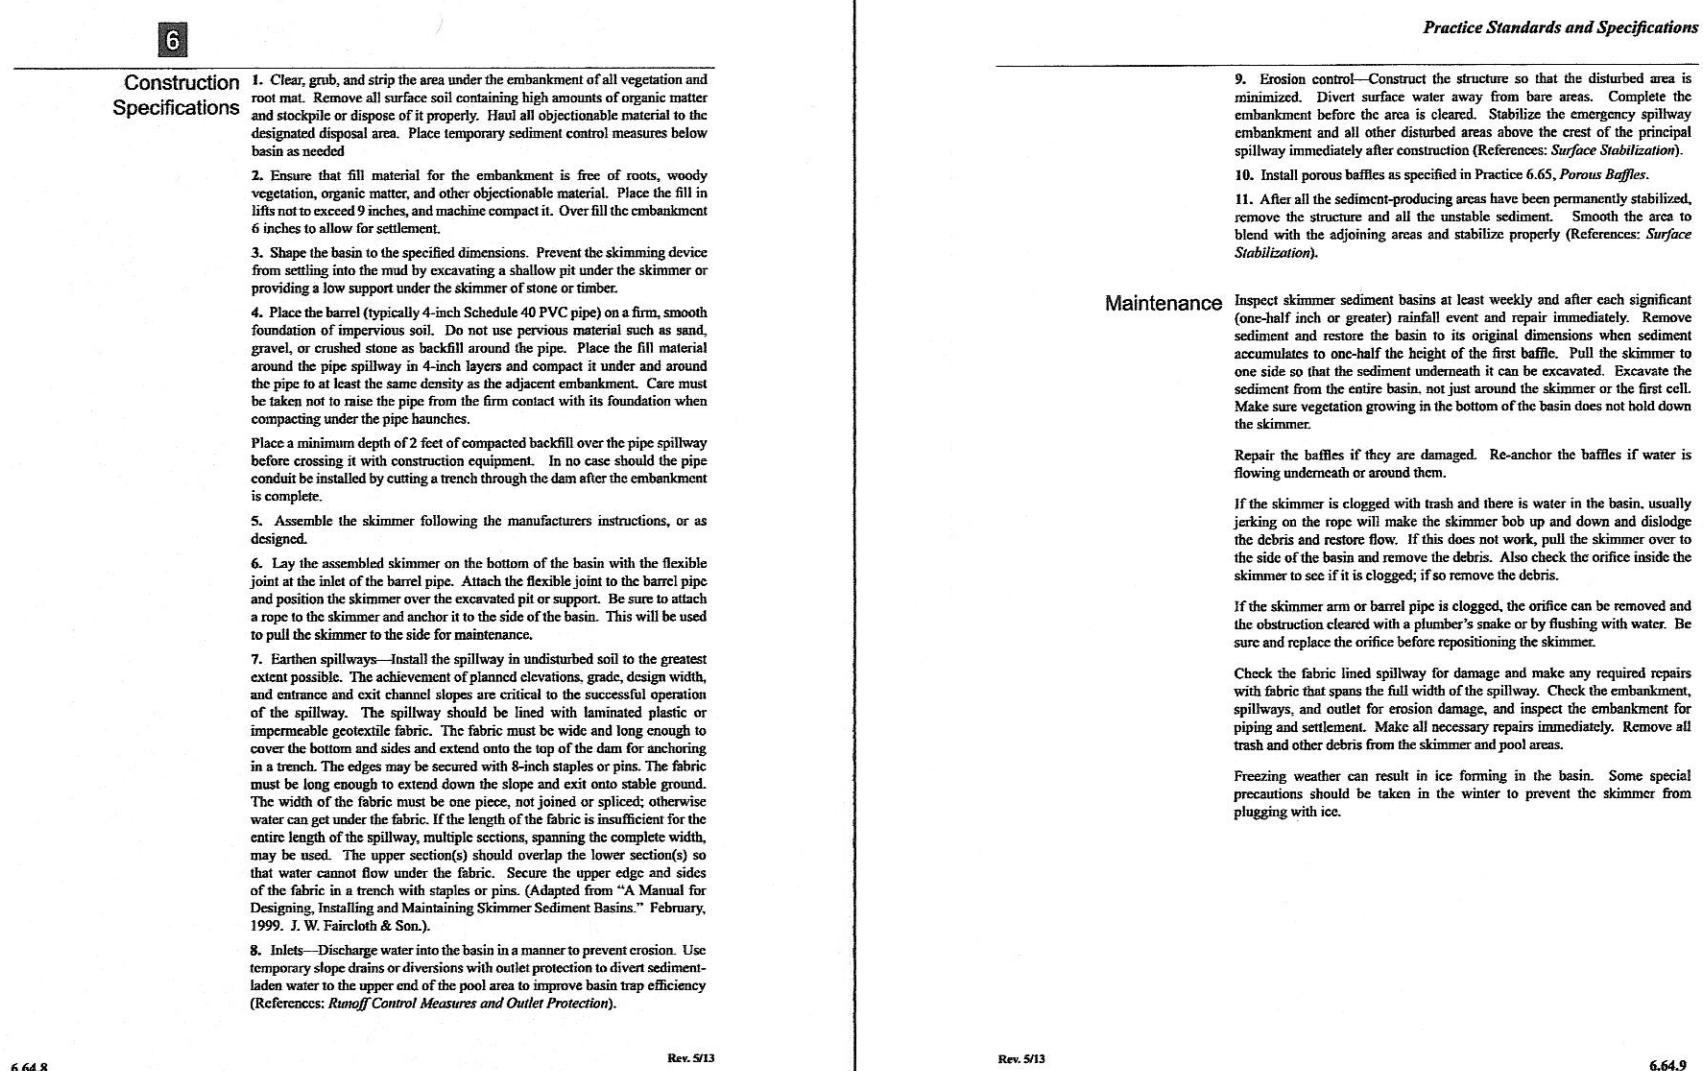 6
Construction
Specifications
1. Clear, grub, and strip the area under the embankment of all vegetation and
root mat. Remove all surface soil containing high amounts of organic matter
and stockpile or dispose of it properly. Haul all objectionable material to the
designated disposal area. Place temporary sediment control measures below
basin as needed
2. Ensure that fill material for the embankment is free of roots, woody
vegetation, organic matter, and other objectionable material. Place the fill in
lifts not to exceed 9 inches, and machine compact it. Over fill the embankment
6 inches to allow for settlement.
3. Shape the basin to the specified dimensions. Prevent the skimming device
from settling into the mud by excavating a shallow pit under the skimmer or
providing a low support under the skimmer of stone or timber.
4. Place the barrel (typically 4-inch Schedule 40 PVC pipe) on a firm, smooth
foundation of impervious soil. Do not use pervious material such as sand,
gravel, or crushed stone as backfill around the pipe. Place the fill material
around the pipe spillway in 4-inch layers and compact it under and around
the pipe to at least the same density as the adjacent embankment. Care must
be taken not to raise the pipe from the firm contact with its foundation when
compacting under the pipe haunches.
Place a minimum depth of 2 feet of compacted backfill over the pipe spillway
before crossing it with construction equipment. In no case should the pipe
conduit be installed by cutting a trench through the dam after the embankment
is complete.
5. Assemble the skimmer following the manufacturers instructions, or as
designed.
6. Lay the assembled skimmer on the bottom of the basin with the flexible
joint at the inlet of the barrel pipe. Attach the flexible joint to the barrel pipe
and position the skimmer over the excavated pit or support. Be sure to attach
a rope to the skimmer and anchor it to the side of the basin. This will be used
to pull the skimmer to the side for maintenance.
7. Earthen spillways—Install the spillway in undisturbed soil to the greatest
extent possible. The achievement of planned elevations, grade, design width,
and entrance and exit channel slopes are critical to the successful operation
of the spillway. The spillway should be lined with laminated plastic or
impermeable geotextile fabric. The fabric must be wide and long enough to
cover the bottom and sides and extend onto the top of the dam for anchoring
in a trench. The edges may be secured with 8-inch staples or pins. The fabric
must be long enough to extend down the slope and exit onto stable ground.
The width of the fabric must be one piece, not joined or spliced; otherwise
water can get under the fabric. If the length of the fabric is insufficient for the
entire length of the spillway, multiple sections, spanning the complete width,
may be used. The upper section(s) should overlap the lower section(s) so
that water cannot flow under the fabric. Secure the upper edge and sides
of the fabric in a trench with staples or pins. (Adapted from “A Manual for
Designing, Installing and Maintaining Skimmer Sediment Basins.” February,
1999. J. W. Faircloth & Son.).
8. Inlets—Discharge water into the basin in a manner to prevent erosion. Use
temporary slope drains or diversions with outlet protection to divert sediment-
laden water to the upper end of the pool area to improve basin trap efficiency
(References: Runoff Control Measures and Outlet Protection).
Rev. 5/13
6.64.8
Practice Standards and Specifications
9. Erosion control—Construct the structure so that the disturbed area is
minimized. Divert surface water away from bare areas. Complete the
embankment before the area is cleared. Stabilize the emergency spillway
embankment and all other disturbed areas above the crest of the principal
spillway immediately after construction (References: Surface Stabilization).
10. Install porous baffles as specified in Practice 6.65, Porous Baffles.
11. After all the sediment-producing areas have been permanently stabilized,
remove the structure and all the unstable sediment. Smooth the area to
blend with the adjoining areas and stabilize properly (References: Surface
Stabilization).
Maintenance
Inspect skimmer sediment basins at least weekly and after each significant
(one-half inch or greater) rainfall event and repair immediately. Remove
sediment and restore the basin to its original dimensions when sediment
accumulates to one-half the height of the first baffle. Pull the skimmer to
one side so that the sediment underneath it can be excavated. Excavate the
sediment from the entire basin, not just around the skimmer or the first cell.
Make sure vegetation growing in the bottom of the basin does not hold down
the skimmer.
Repair the baffles if they are damaged. Re-anchor the baffles if water is
flowing underneath or around them.
If the skimmer is clogged with trash and there is water in the basin, usually
jerking on the rope will make the skimmer bob up and down and dislodge
the debris and restore flow. If this does not work, pull the skimmer over to
the side of the basin and remove the debris. Also check the orifice inside the
skimmer to see if it is clogged; if so remove the debris.
If the skimmer arm or barrel pipe is clogged, the orifice can be removed and
the obstruction cleared with a plumber’s snake or by flushing with water. Be
sure and replace the orifice before repositioning the skimmer.
Check the fabric lined spillway for damage and make any required repairs
with fabric that spans the full width of the spillway. Check the embankment,
spillways, and outlet for erosion damage, and inspect the embankment for
piping and settlement. Make all necessary repairs immediately. Remove all
trash and other debris from the skimmer and pool areas.
Freezing weather can result in ice forming in the basin. Some special
precautions should be taken in the winter to prevent the skimmer from
plugging with ice.
Rev. 5/13
6.64.9